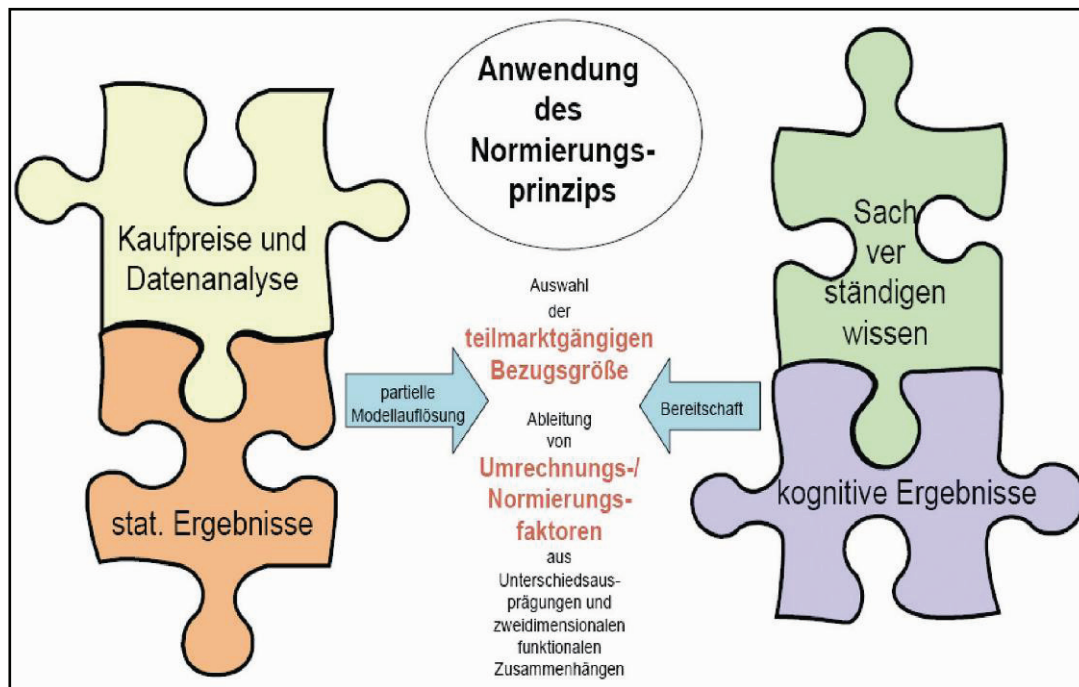 Anwendung
des
Normierungs-
prinzips
Kaufpreise und
Datenanalyse
stat. Ergebnisse
partielle
Modellauflösung
Auswahl
der
teilmarktgängigen
Bezugsgröße
Ableitung
von
Umrechnungs-/
Normierungs-
faktoren
aus
Unterschiedsaus-
prägungen und
zweidimensionalen
funktionalen
Zusammenhängen
Bereitschaft
Sach
ver
ständigen
wissen
kognitive Ergebnisse